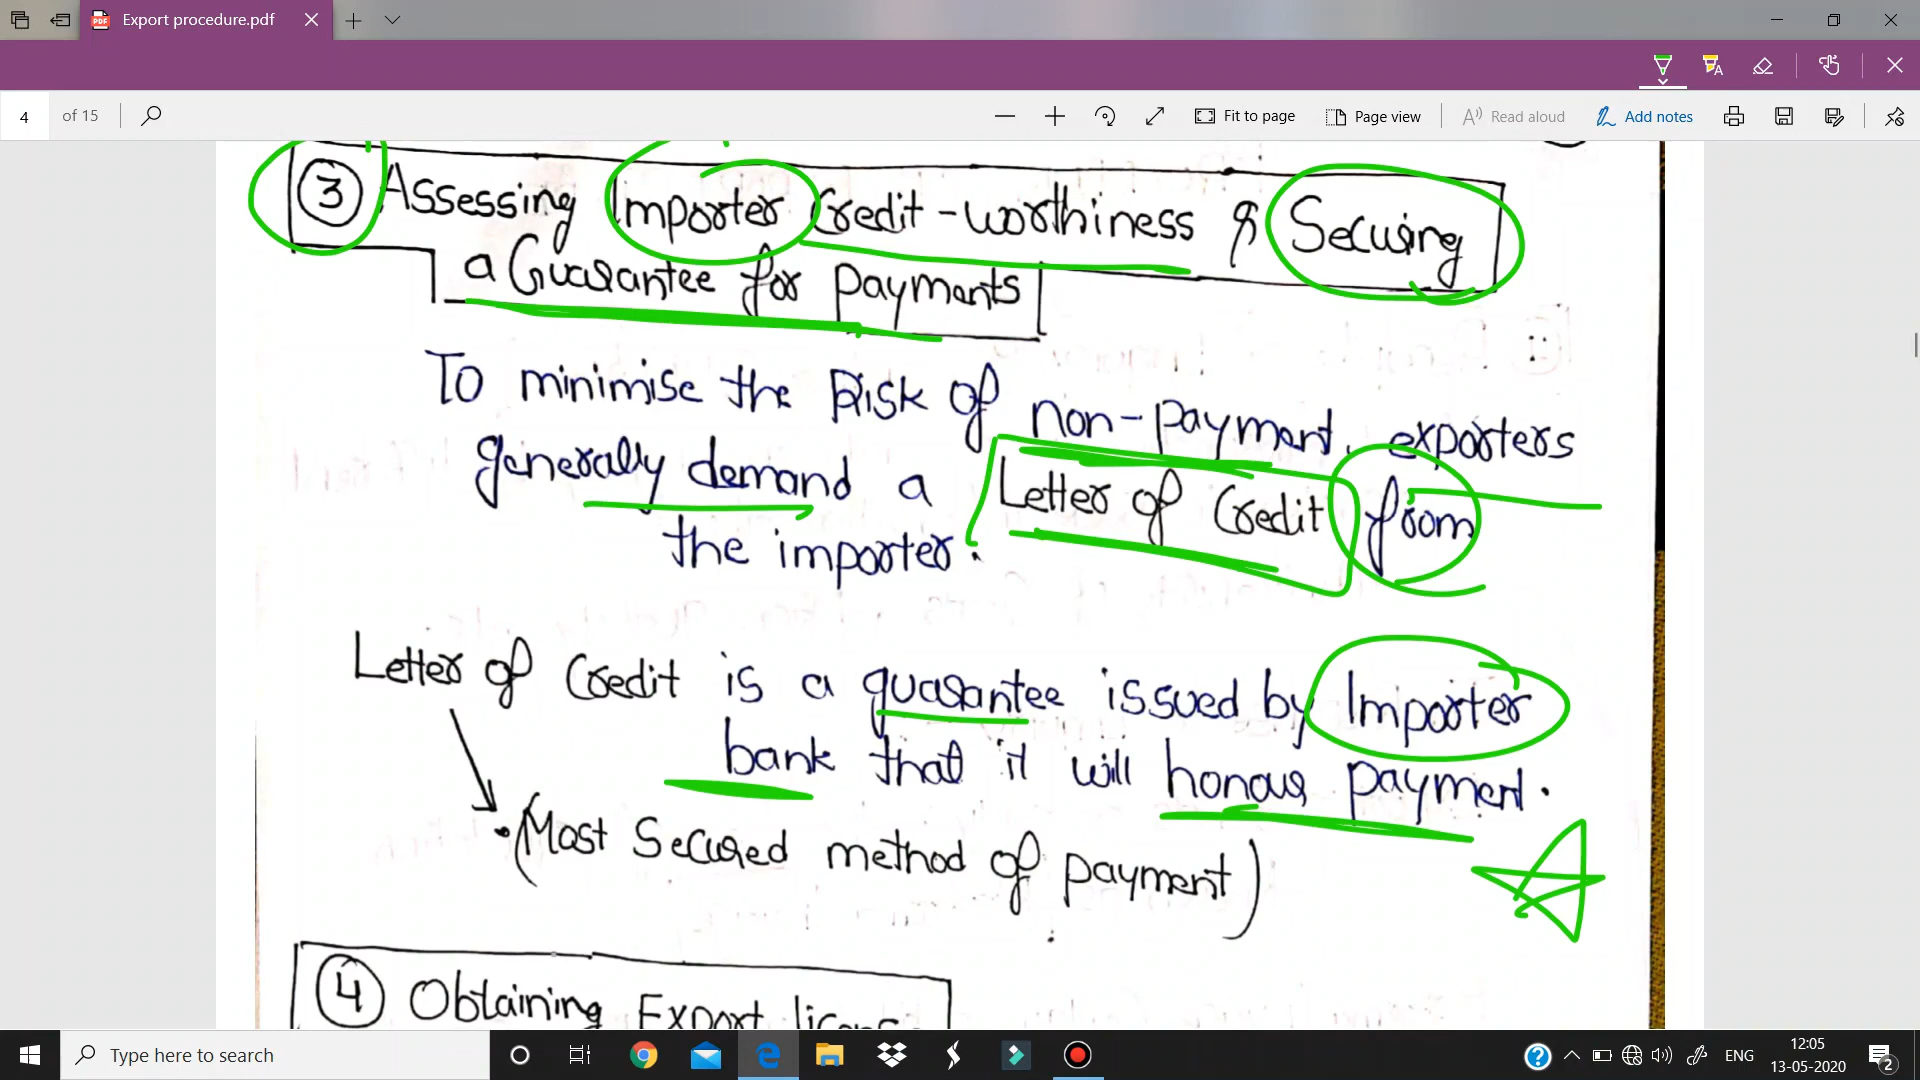 Export procedure.pdf
4 of 15
Fit to page
Page view
Read aloud
Add notes
3 Assessing Importer Credit-worthiness & Securing
a Guarantee for Payments
To minimise the Risk of non-payment, exporters
generally demand a Letter of Credit from
the importer.
Letter of Credit is a guarantee issued by Importer
bank that it will honour payment.
(Most Secured method of payment)
4 Obtaining Export licens
Type here to search
ENG
12:05
13-05-2020
2